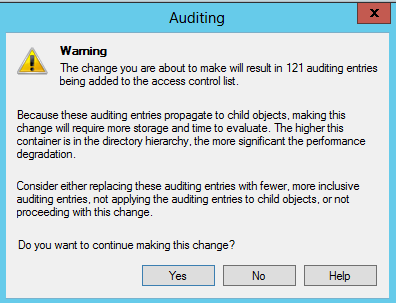 Auditing
x
Warning
The change you are about to make will result in 121 auditing entries
being added to the access control list.
Because these auditing entries propagate to child objects, making this
change will require more storage and time to evaluate. The higher this
container is in the directory hierarchy, the more significant the performance
degradation.
Consider either replacing these auditing entries with fewer, more inclusive
auditing entries, not applying the auditing entries to child objects, or not
proceeding with this change.
Do you want to continue making this change?
Yes No Help